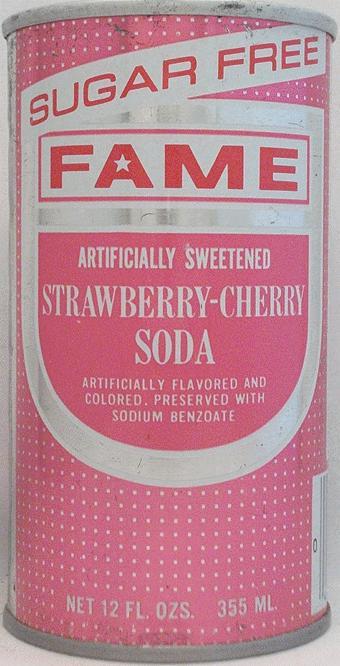 SUGAR FREE
FAME
ARTIFICIALLY SWEETENED
STRAWBERRY-CHERRY
SODA
ARTIFICIALLY FLAVORED AND
COLORED. PRESERVED WITH
SODIUM BENZOATE
0
NET 12 FL. OZS. 355 ML.